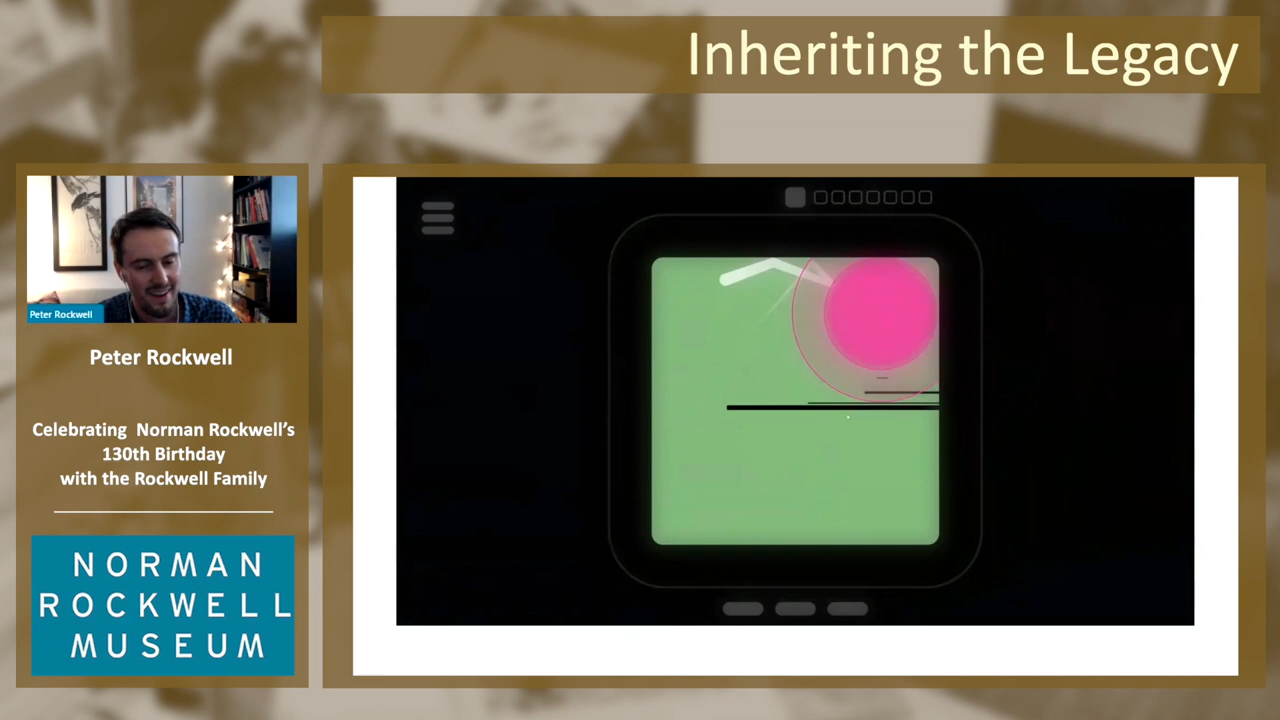 Inheriting the Legacy
Peter Rockwell
Peter Rockwell
Celebrating Norman Rockwell’s
130th Birthday
with the Rockwell Family
NORMAN
ROCKWELL
MUSEUM